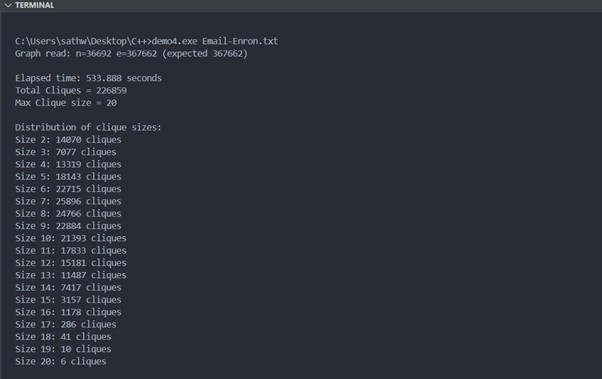 TERMINAL
C:\Users\sathw\Desktop\C++>demo4.exe Email-Enron.txt
Graph read: n=36692 e=367662 (expected 367662)
Elapsed time: 533.888 seconds
Total Cliques = 226859
Max Clique size = 20
Distribution of clique sizes:
Size 2: 14070 cliques
Size 3: 7077 cliques
Size 4: 13319 cliques
Size 5: 18143 cliques
Size 6: 22715 cliques
Size 7: 25896 cliques
Size 8: 24766 cliques
Size 9: 22884 cliques
Size 10: 21393 cliques
Size 11: 17833 cliques
Size 12: 15181 cliques
Size 13: 11487 cliques
Size 14: 7417 cliques
Size 15: 3157 cliques
Size 16: 1178 cliques
Size 17: 286 cliques
Size 18: 41 cliques
Size 19: 10 cliques
Size 20: 6 cliques